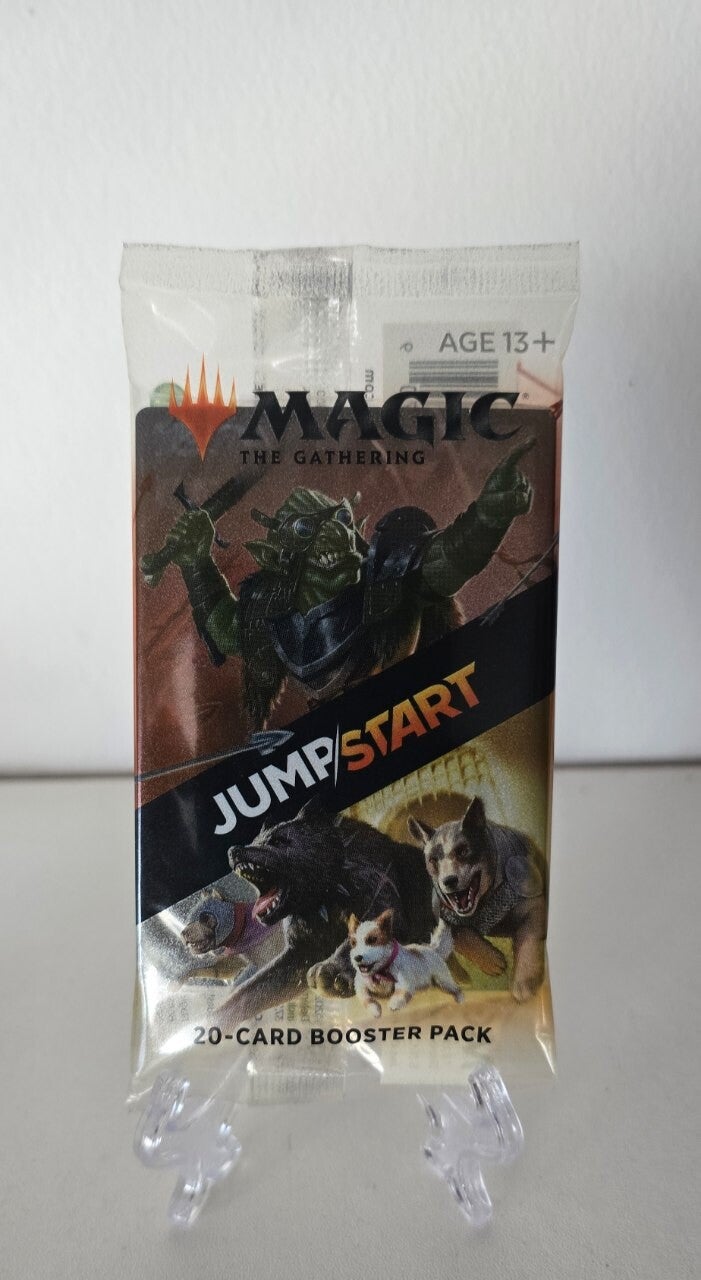 AGE 13+
MAGIC
THE GATHERING
JUMP/START
20-CARD BOOSTER PACK